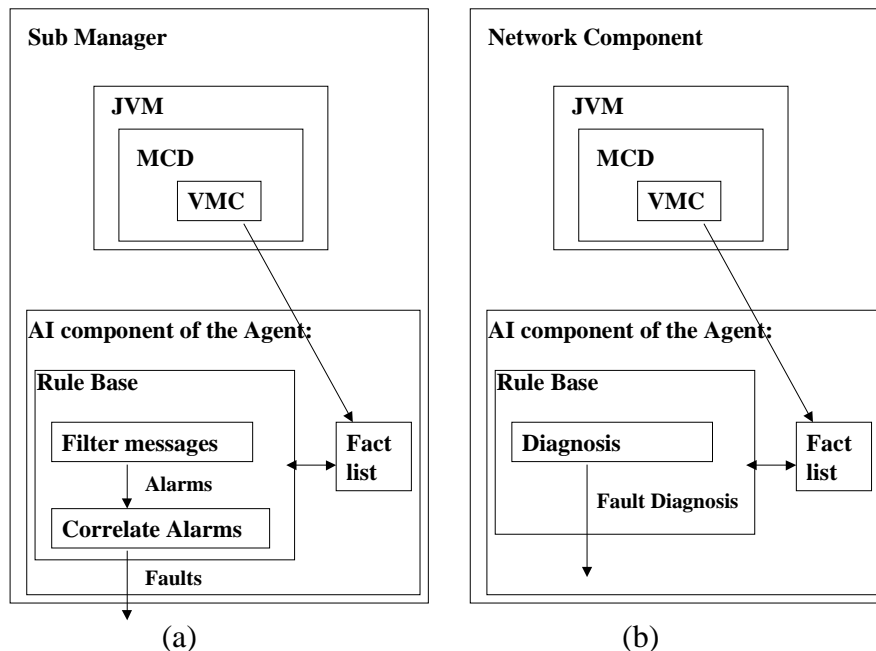 Sub Manager
JVM
MCD
VMC
AI component of the Agent:
Rule Base
Filter messages
Alarms
Correlate Alarms
Faults
Fact
list
(a)
Network Component
JVM
MCD
VMC
AI component of the Agent:
Rule Base
Diagnosis
Fault Diagnosis
Fact
list
(b)